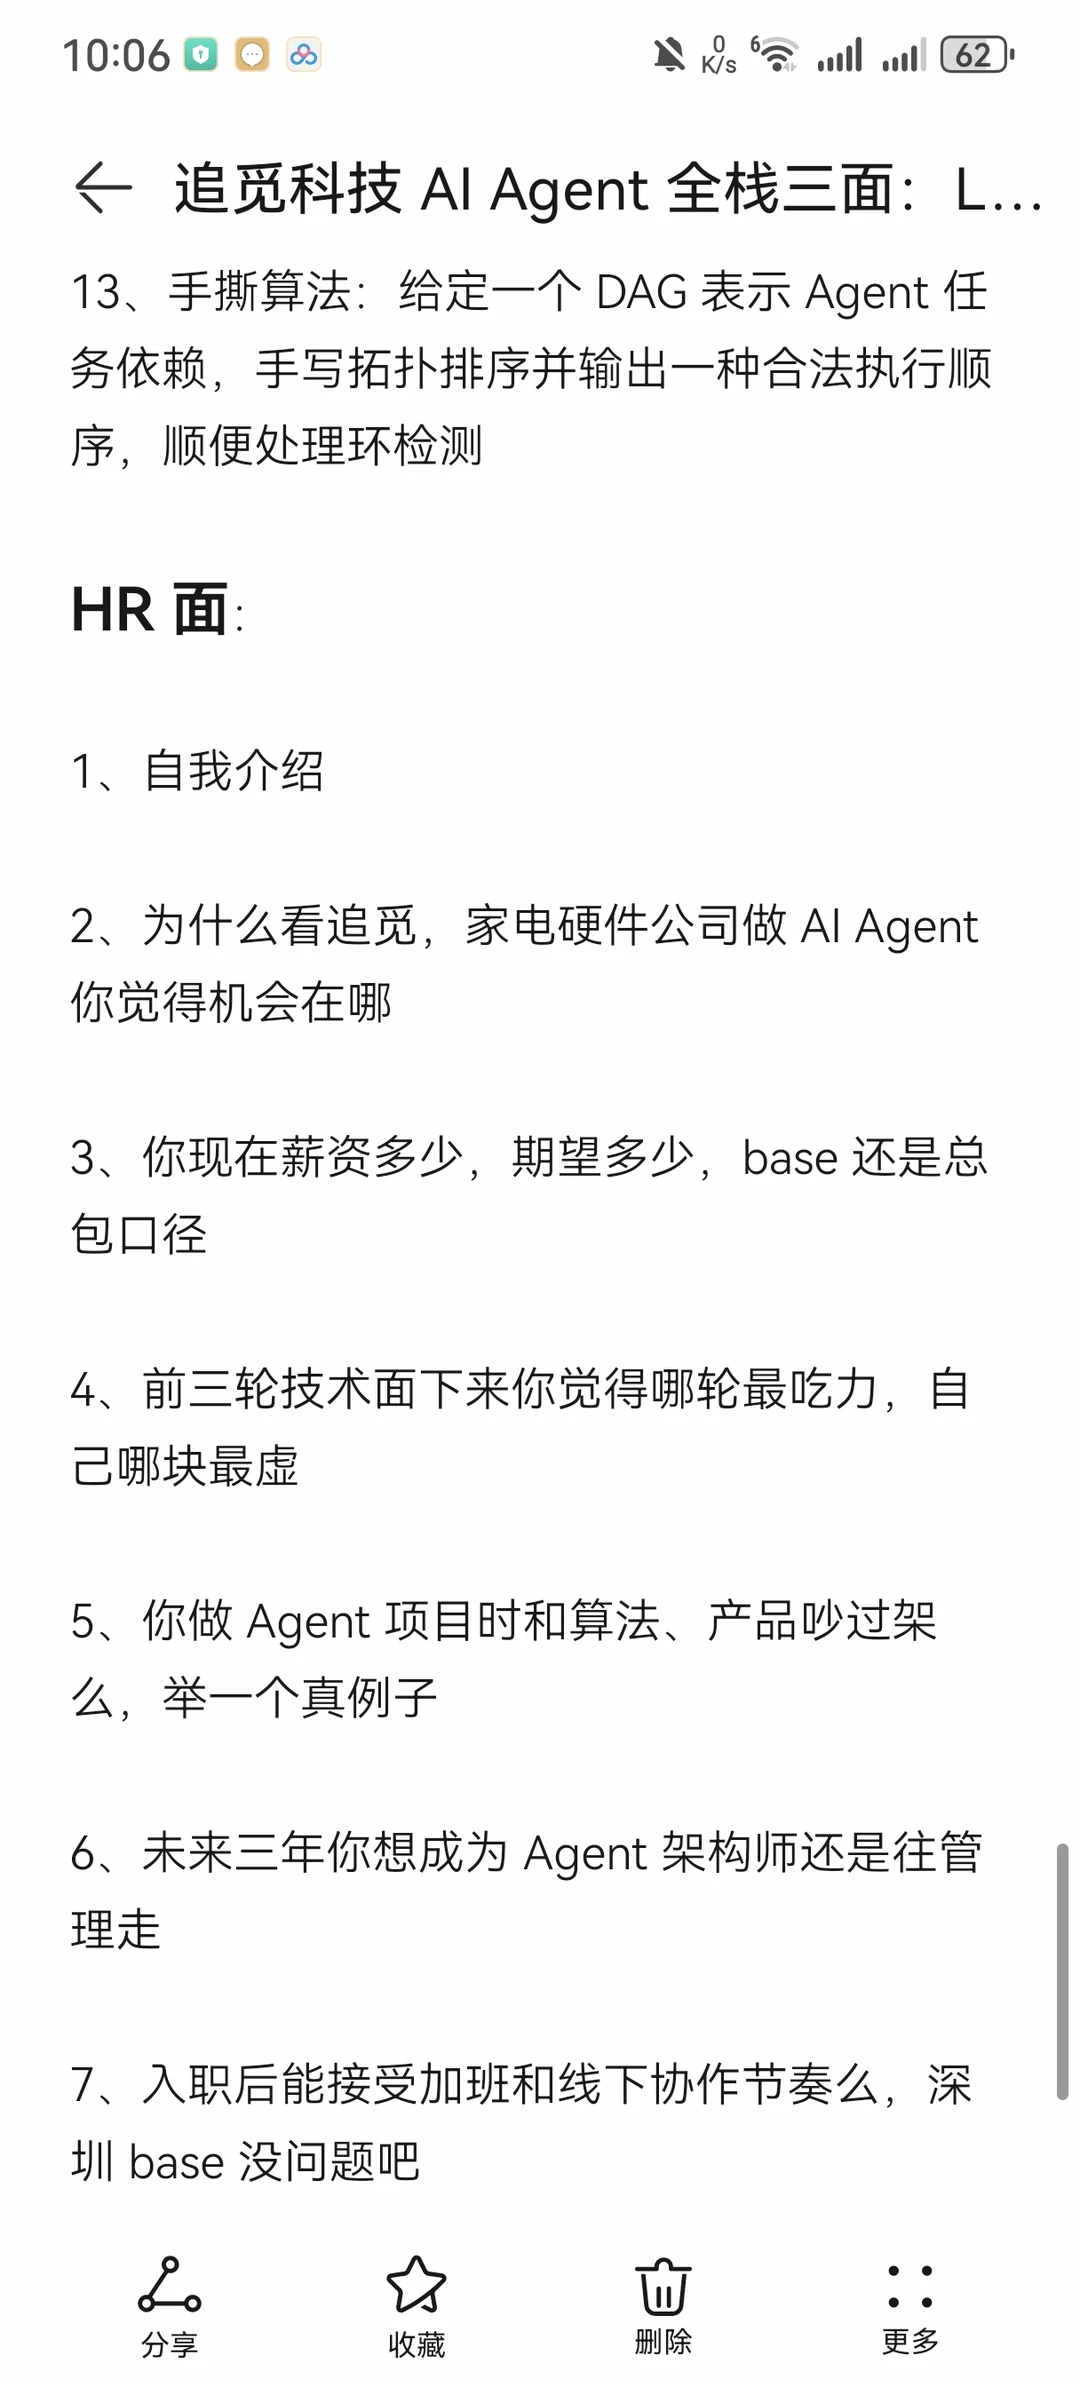 10:06
0
K/s
6
62
追觅科技 AI Agent 全栈三面：L...
13、手撕算法：给定一个 DAG 表示 Agent 任
务依赖，手写拓扑排序并输出一种合法执行顺
序，顺便处理环检测
HR 面：
1、自我介绍
2、为什么看追觅，家电硬件公司做 AI Agent
你觉得机会在哪
3、你现在薪资多少，期望多少，base 还是总
包口径
4、前三轮技术面下来你觉得哪轮最吃力，自
己哪块最虚
5、你做 Agent 项目时和算法、产品吵过架
么，举一个真例子
6、未来三年你想成为 Agent 架构师还是往管
理走
7、入职后能接受加班和线下协作节奏么，深
圳 base 没问题吧
分享
收藏
删除
更多